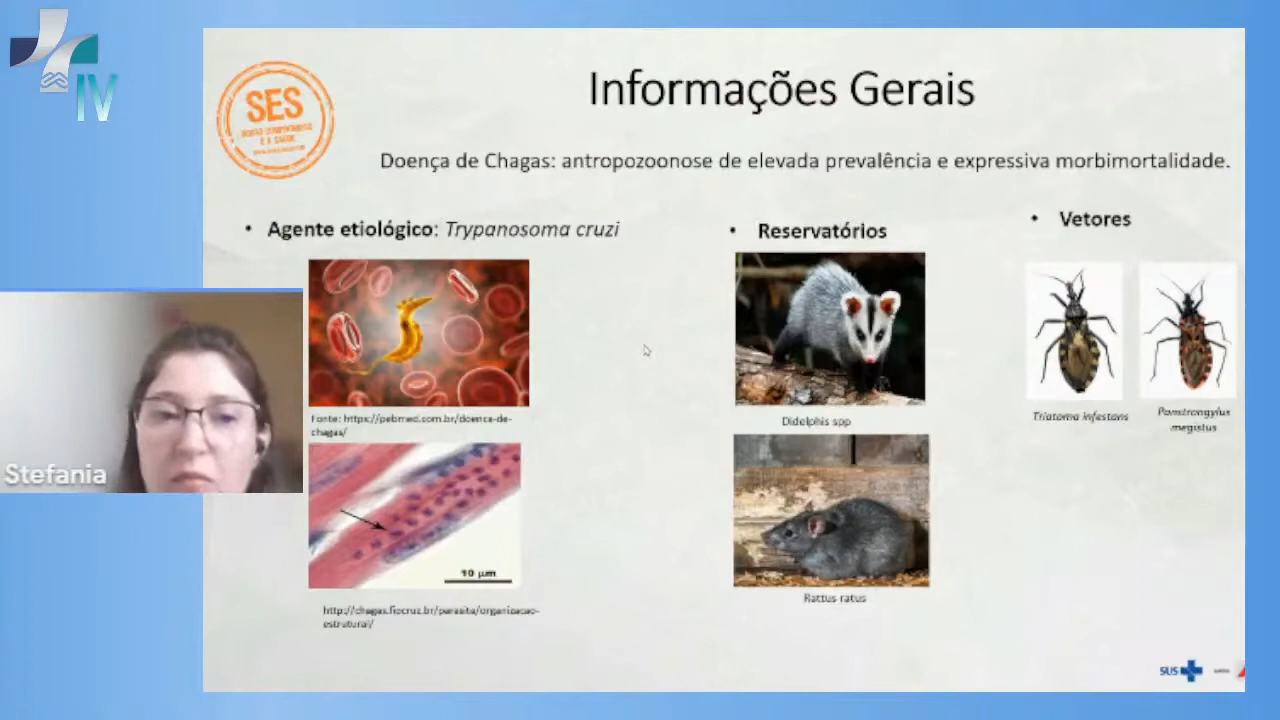 IV
SES
Informações Gerais
Doença de Chagas: antropozoonose de elevada prevalência e expressiva morbimortalidade.
• Agente etiológico: Trypanosoma cruzi
• Reservatórios
• Vetores
Fonte: https://pebmed.com.br/doenca-de-
chagas/
Didelphis spp
Triatoma infestans
Panstrongylus
megistus
Stefania
10 µm
http://chagas.fiocruz.br/parasita/organizacao-
estrutural/
Rattus ratus
SUS